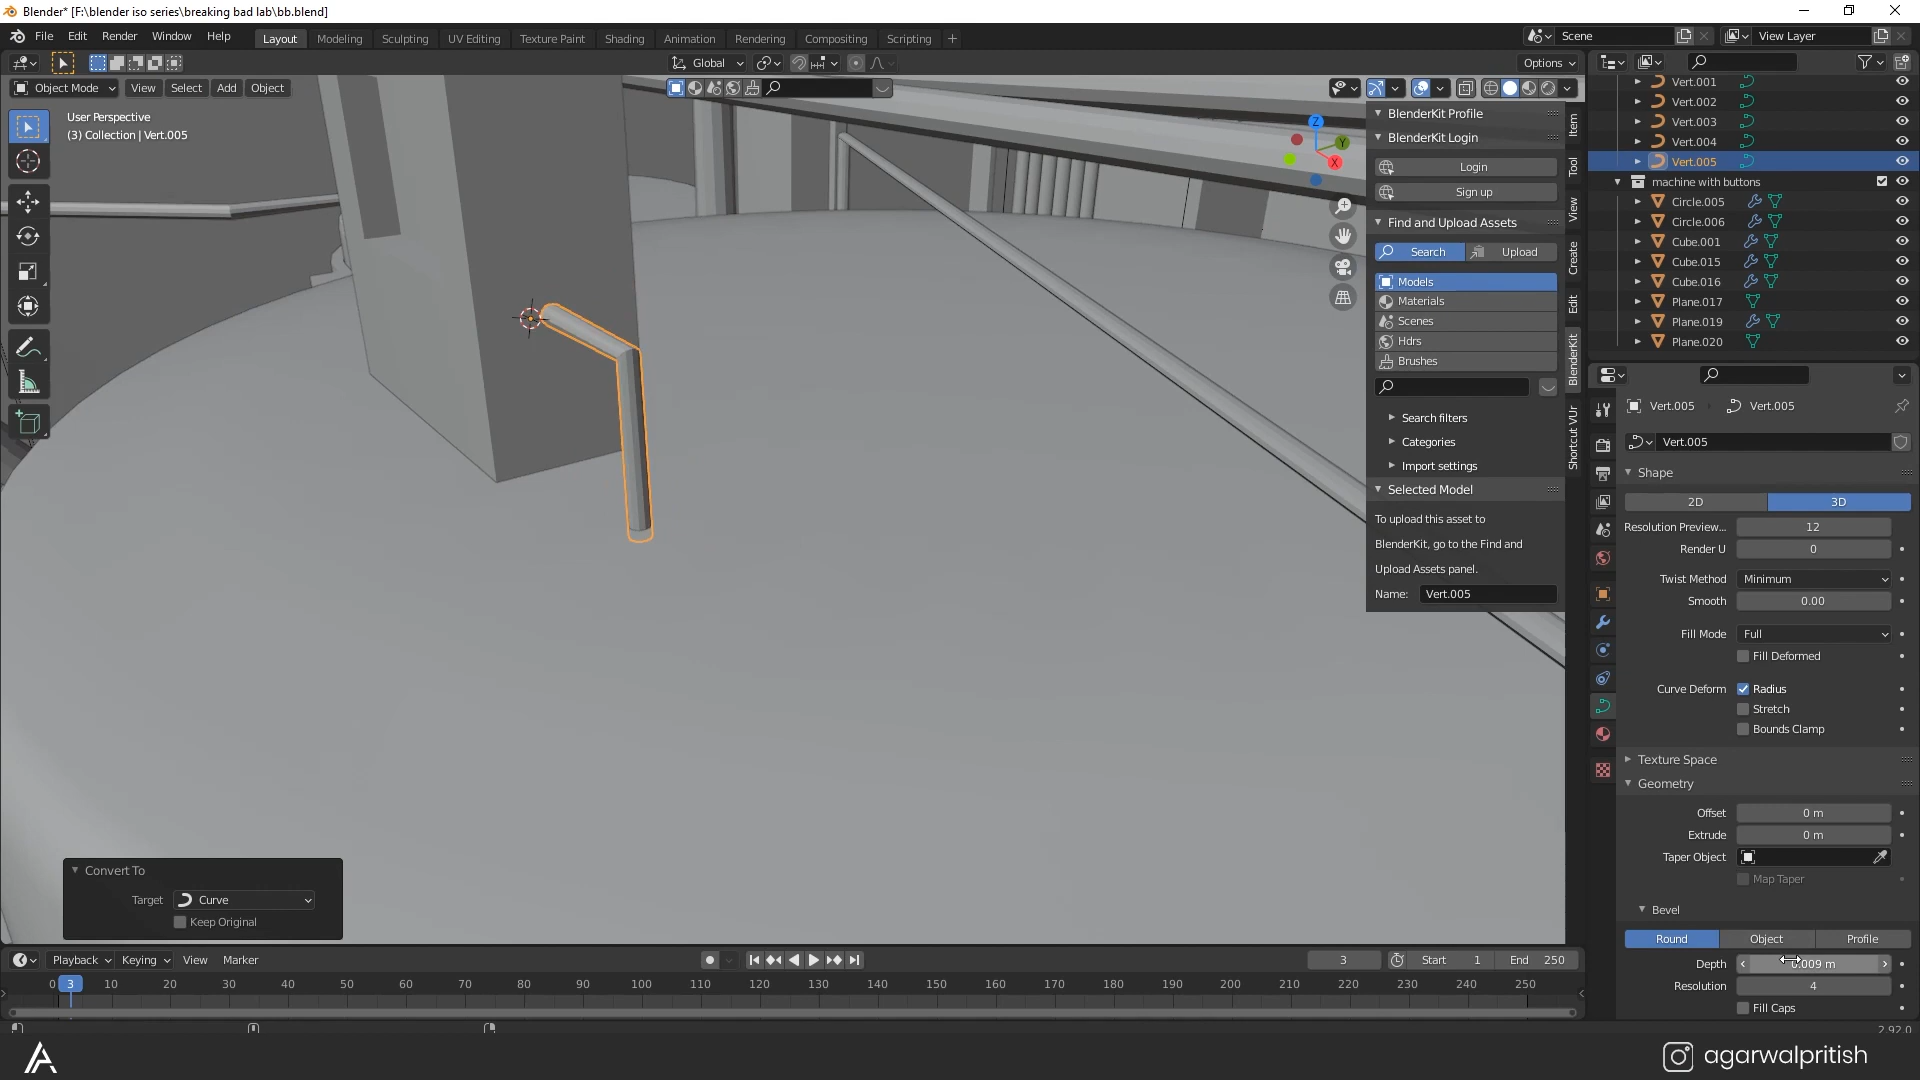 Blender* [F:\blender iso series\breaking bad lab\bb.blend]
File Edit Render Window Help
Layout Modeling Sculpting UV Editing Texture Paint Shading Animation Rendering Compositing Scripting +
Scene View Layer
Global Options
Object Mode View Select Add Object
User Perspective
(3) Collection | Vert.005
Z
Y
X
BlenderKit Profile
BlenderKit Login
Login
Sign up
Find and Upload Assets
Search Upload
Models
Materials
Scenes
Hdrs
Brushes
Search filters
Categories
Import settings
Selected Model
To upload this asset to
BlenderKit, go to the Find and
Upload Assets panel.
Name: Vert.005
Item
Tool
View
Create
Edit
BlenderKit
Shortcut VUr
Vert.001
Vert.002
Vert.003
Vert.004
Vert.005
machine with buttons
Circle.005
Circle.006
Cube.001
Cube.015
Cube.016
Plane.017
Plane.019
Plane.020
Vert.005 Vert.005
Vert.005
Shape
2D 3D
Resolution Preview... 12
Render U 0
Twist Method Minimum
Smooth 0.00
Fill Mode Full
Fill Deformed
Curve Deform Radius
Stretch
Bounds Clamp
Texture Space
Geometry
Offset 0 m
Extrude 0 m
Taper Object
Map Taper
Bevel
Round Object Profile
Depth 0.009 m
Resolution 4
Fill Caps
Convert To
Target Curve
Keep Original
Playback Keying View Marker
3 Start 1 End 250
0 3 10 20 30 40 50 60 70 80 90 100 110 120 130 140 150 160 170 180 190 200 210 220 230 240 250
2.92.0
agarwalpritish